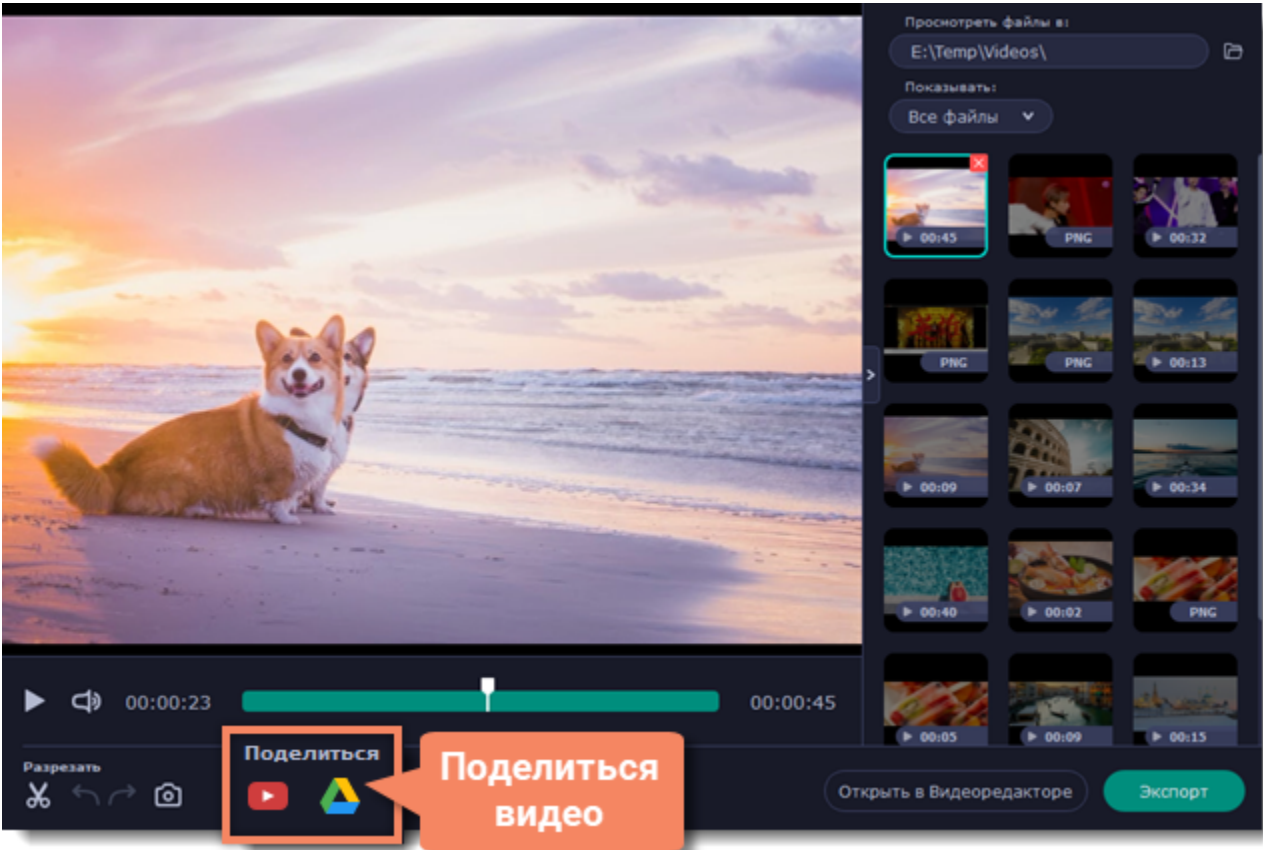 Просмотреть файлы в:
E:\Temp\Videos\
Показывать:
Все файлы
00:45
PNG
00:32
PNG
PNG
00:13
00:09
00:07
00:34
00:40
00:02
PNG
00:05
00:09
00:15
00:00:23
00:00:45
Разрезать
Поделиться
Поделиться
видео
Открыть в Видеоредакторе
Экспорт